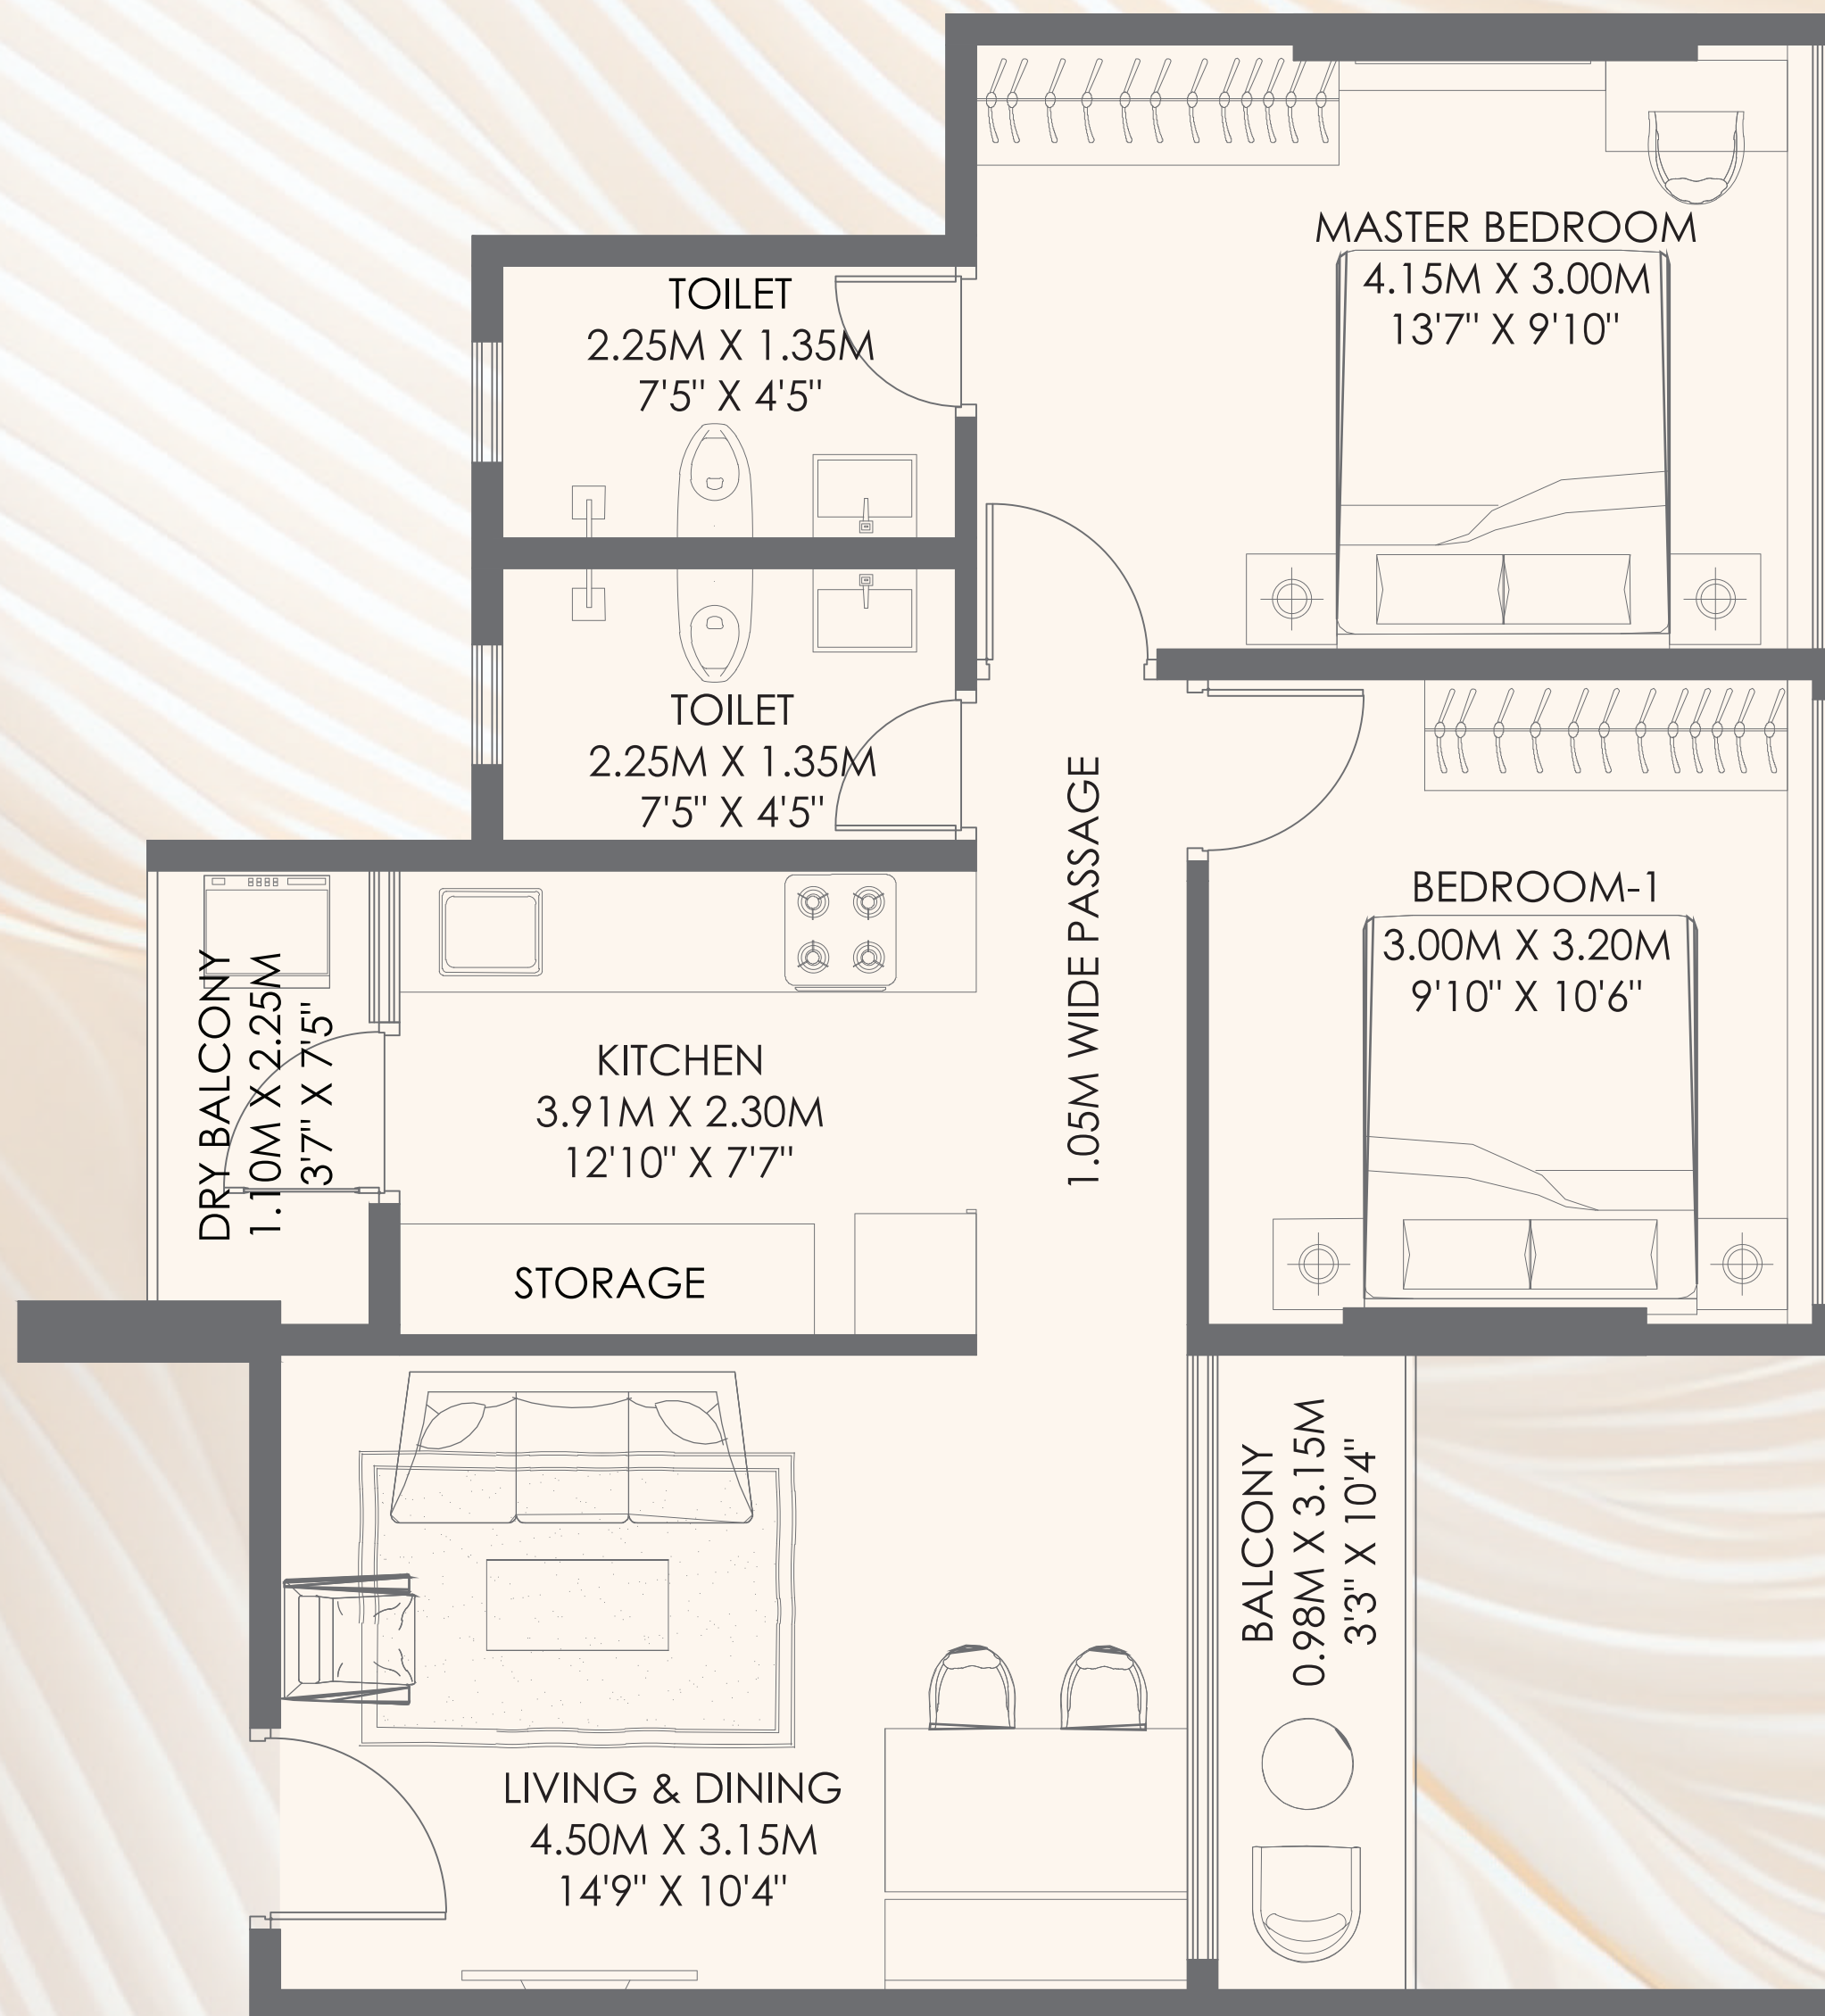 MASTER BEDROOM
4.15M X 3.00M
13'7" X 9'10"
TOILET
2.25M X 1.35M
7'5" X 4'5"
TOILET
2.25M X 1.35M
7'5" X 4'5"
1.05M WIDE PASSAGE
BEDROOM-1
3.00M X 3.20M
9'10" X 10'6"
DRY BALCONY
1.10M X 2.25M
3'7" X 7'5"
KITCHEN
3.91M X 2.30M
12'10" X 7'7"
STORAGE
BALCONY
0.98M X 3.15M
3'3" X 10'4"
LIVING & DINING
4.50M X 3.15M
14'9" X 10'4"